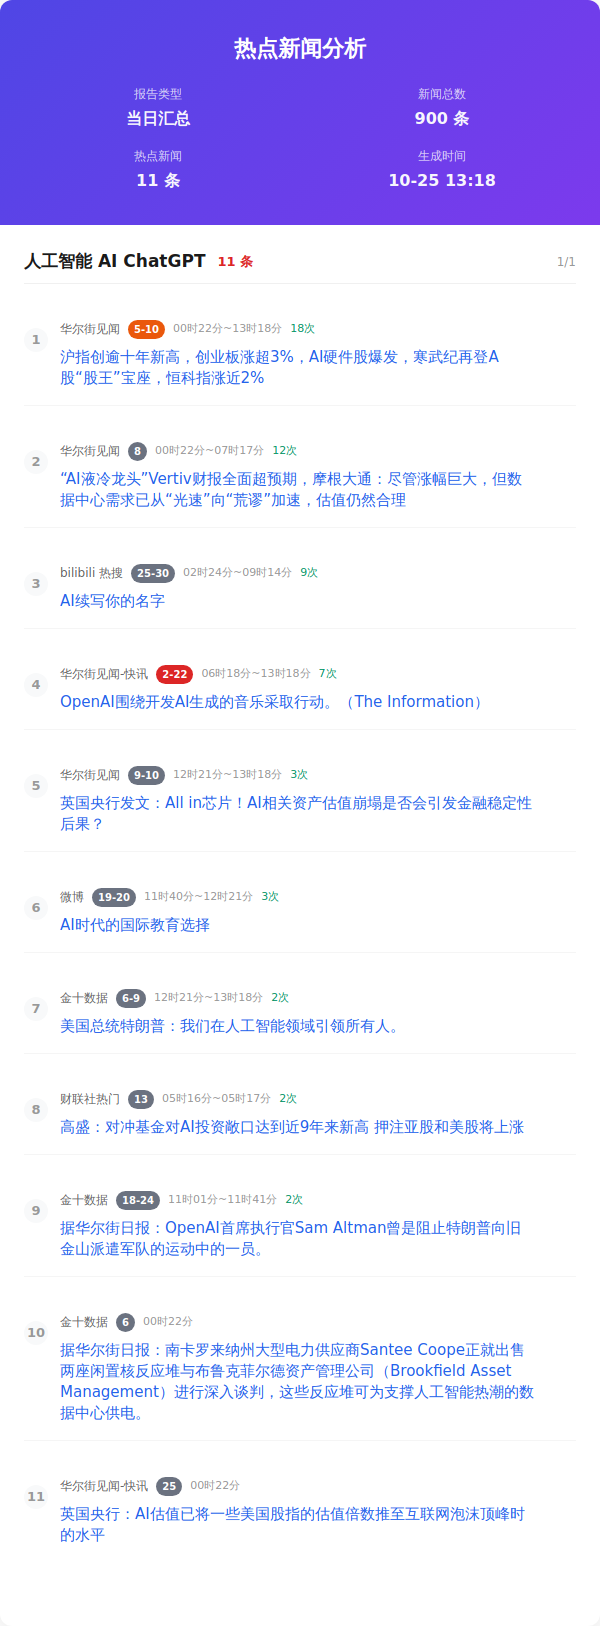 热点新闻分析
报告类型
新闻总数
当日汇总
900 条
热点新闻
生成时间
11 条
10-25 13:18
人工智能 AI ChatGPT 11 条 1/1
1
华尔街见闻 5-10 00时22分~13时18分 18次
沪指创逾十年新高，创业板涨超3%，AI硬件股爆发，寒武纪再登A
股“股王”宝座，恒科指涨近2%
2
华尔街见闻 8 00时22分~07时17分 12次
“AI液冷龙头”Vertiv财报全面超预期，摩根大通：尽管涨幅巨大，但数
据中心需求已从“光速”向“荒谬”加速，估值仍然合理
3
bilibili 热搜 25-30 02时24分~09时14分 9次
AI续写你的名字
4
华尔街见闻-快讯 2-22 06时18分~13时18分 7次
OpenAI围绕开发AI生成的音乐采取行动。（The Information）
5
华尔街见闻 9-10 12时21分~13时18分 3次
英国央行发文：All in芯片！AI相关资产估值崩塌是否会引发金融稳定性
后果？
6
微博 19-20 11时40分~12时21分 3次
AI时代的国际教育选择
7
金十数据 6-9 12时21分~13时18分 2次
美国总统特朗普：我们在人工智能领域引领所有人。
8
财联社热门 13 05时16分~05时17分 2次
高盛：对冲基金对AI投资敞口达到近9年来新高 押注亚股和美股将上涨
9
金十数据 18-24 11时01分~11时41分 2次
据华尔街日报：OpenAI首席执行官Sam Altman曾是阻止特朗普向旧
金山派遣军队的运动中的一员。
10
金十数据 6 00时22分
据华尔街日报：南卡罗来纳州大型电力供应商Santee Coope正就出售
两座闲置核反应堆与布鲁克菲尔德资产管理公司（Brookfield Asset
Management）进行深入谈判，这些反应堆可为支撑人工智能热潮的数
据中心供电。
11
华尔街见闻-快讯 25 00时22分
英国央行：AI估值已将一些美国股指的估值倍数推至互联网泡沫顶峰时
的水平